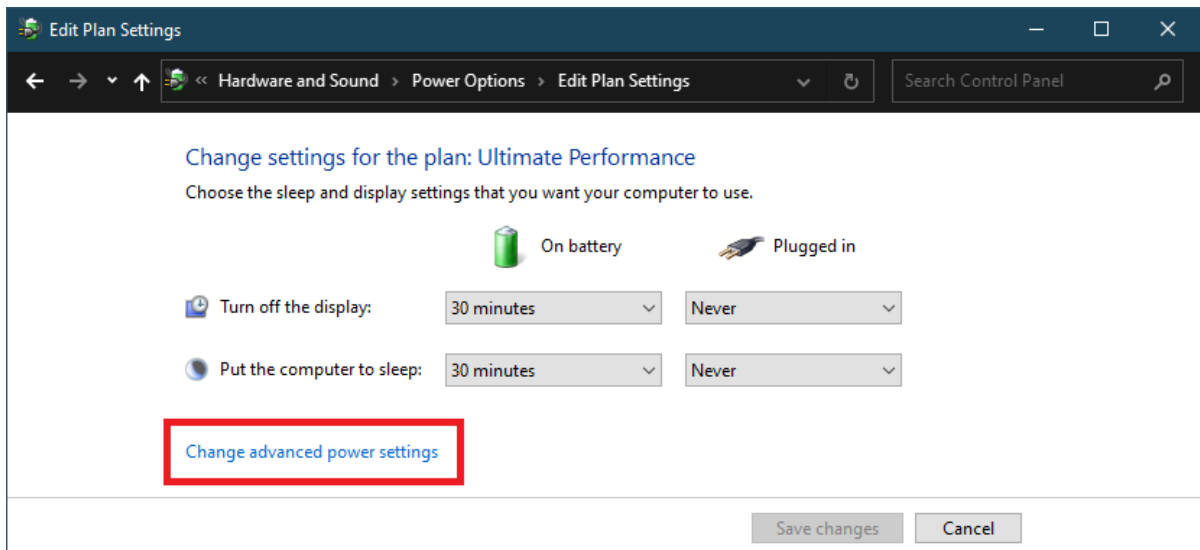 Edit Plan Settings
« Hardware and Sound › Power Options › Edit Plan Settings
Search Control Panel
Change settings for the plan: Ultimate Performance
Choose the sleep and display settings that you want your computer to use.
On battery Plugged in
Turn off the display: 30 minutes Never
Put the computer to sleep: 30 minutes Never
Change advanced power settings
Save changes Cancel